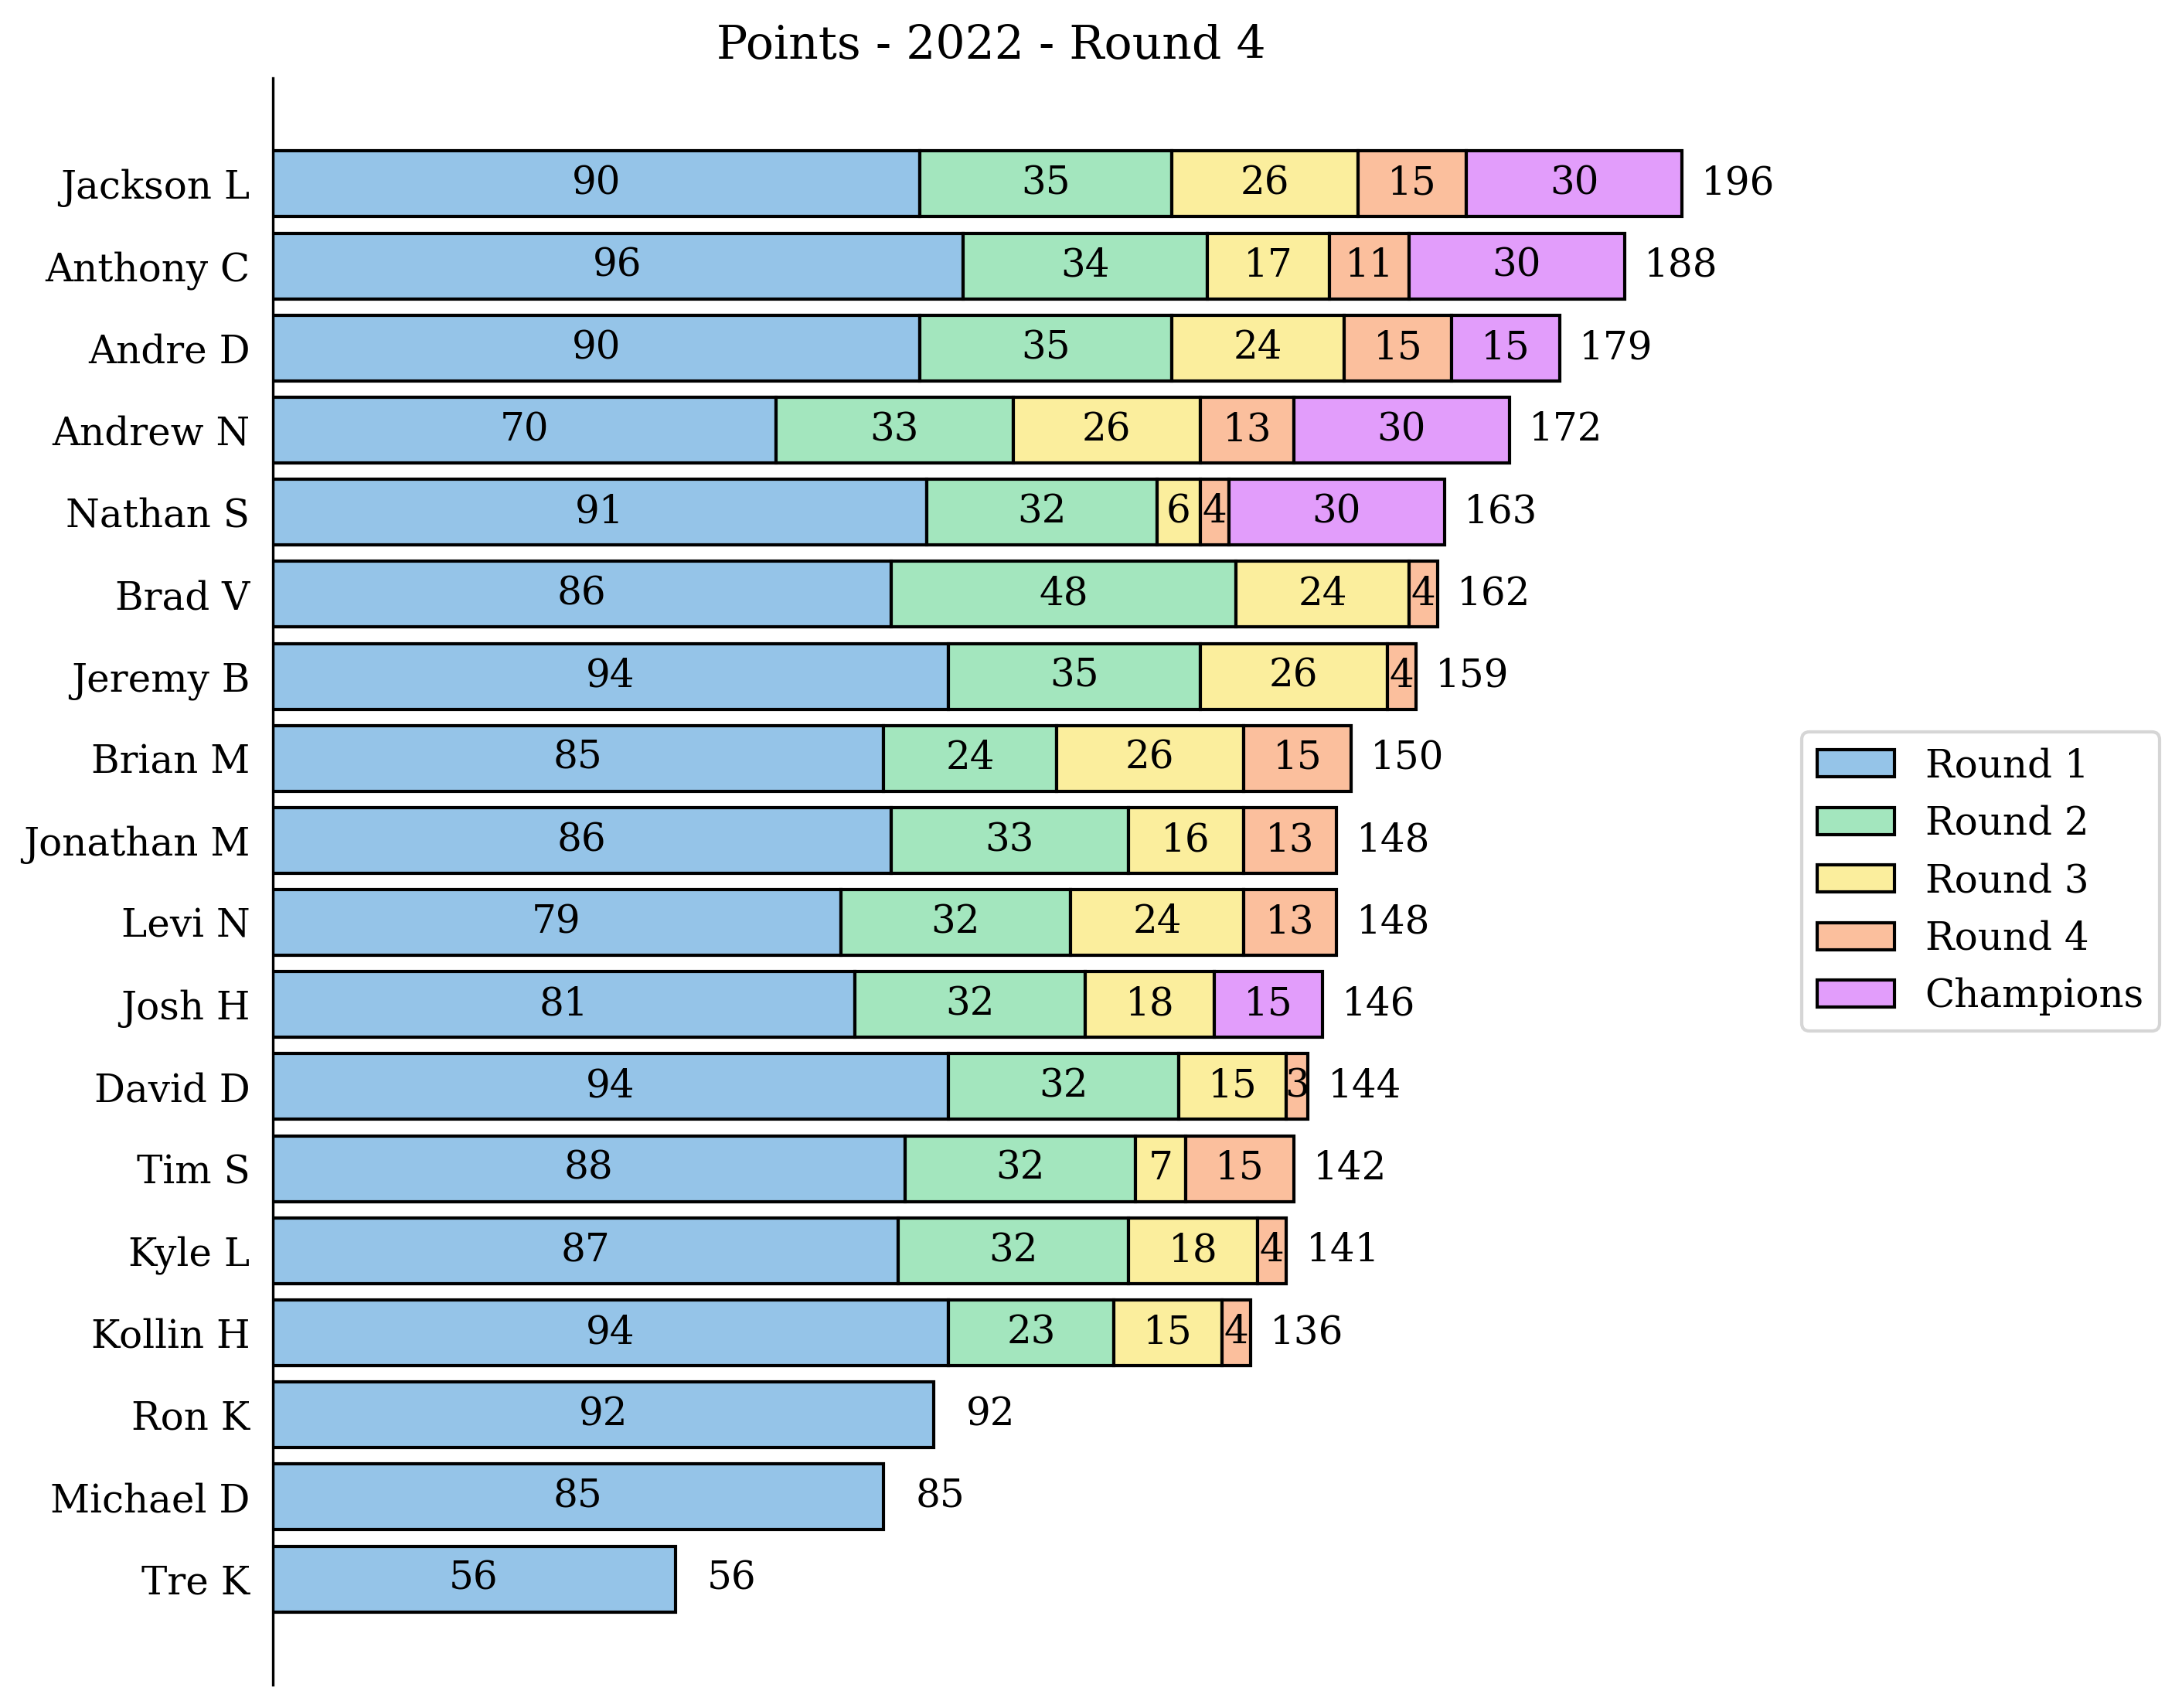 Points - 2022 - Round 4
Jackson L 90 35 26 15 30 196
Anthony C 96 34 17 11 30 188
Andre D 90 35 24 15 15 179
Andrew N 70 33 26 13 30 172
Nathan S 91 32 6 4 30 163
Brad V 86 48 24 4 162
Jeremy B 94 35 26 4 159
Brian M 85 24 26 15 150
Jonathan M 86 33 16 13 148
Levi N 79 32 24 13 148
Josh H 81 32 18 15 146
David D 94 32 15 3 144
Tim S 88 32 7 15 142
Kyle L 87 32 18 4 141
Kollin H 94 23 15 4 136
Ron K 92 92
Michael D 85 85
Tre K 56 56
Round 1
Round 2
Round 3
Round 4
Champions